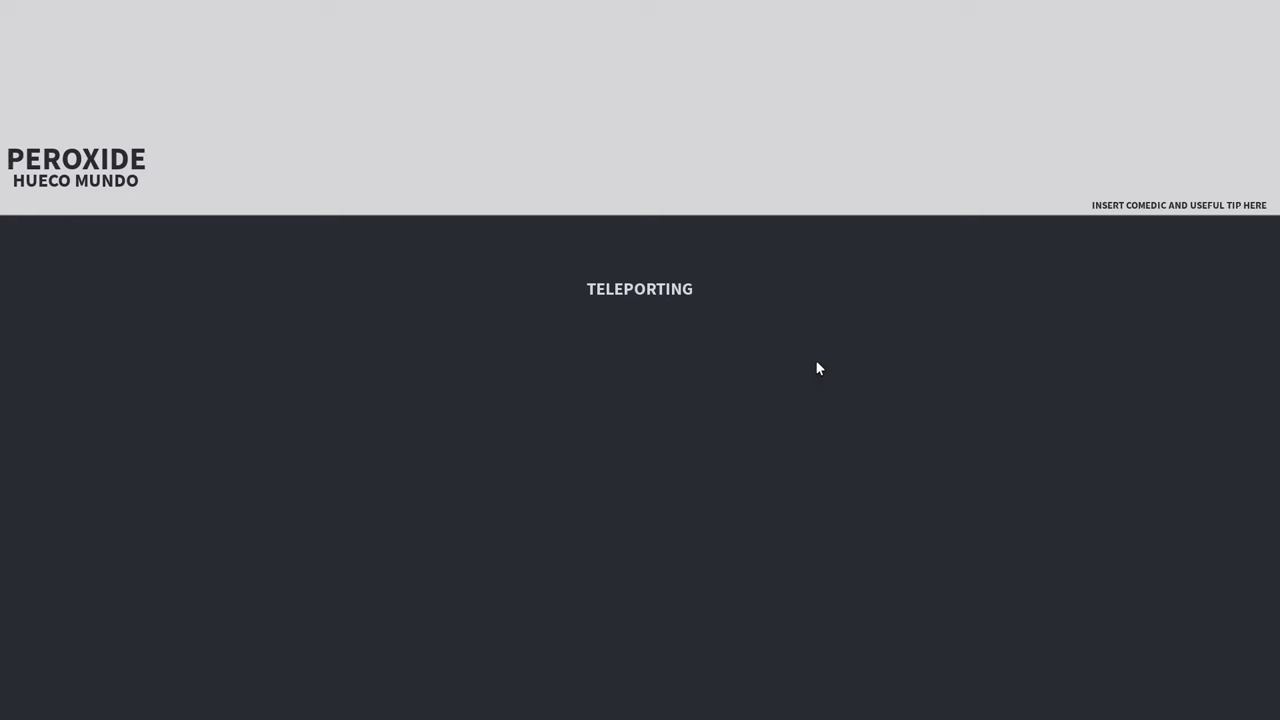 PEROXIDE
HUECO MUNDO
INSERT COMEDIC AND USEFUL TIP HERE
TELEPORTING